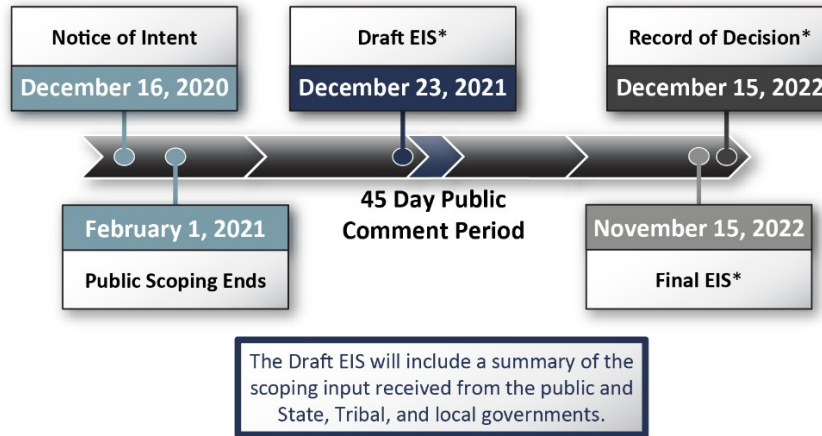 Notice of Intent
December 16, 2020
Draft EIS*
December 23, 2021
Record of Decision*
December 15, 2022
February 1, 2021
Public Scoping Ends
45 Day Public
Comment Period
November 15, 2022
Final EIS*
The Draft EIS will include a summary of the
scoping input received from the public and
State, Tribal, and local governments.